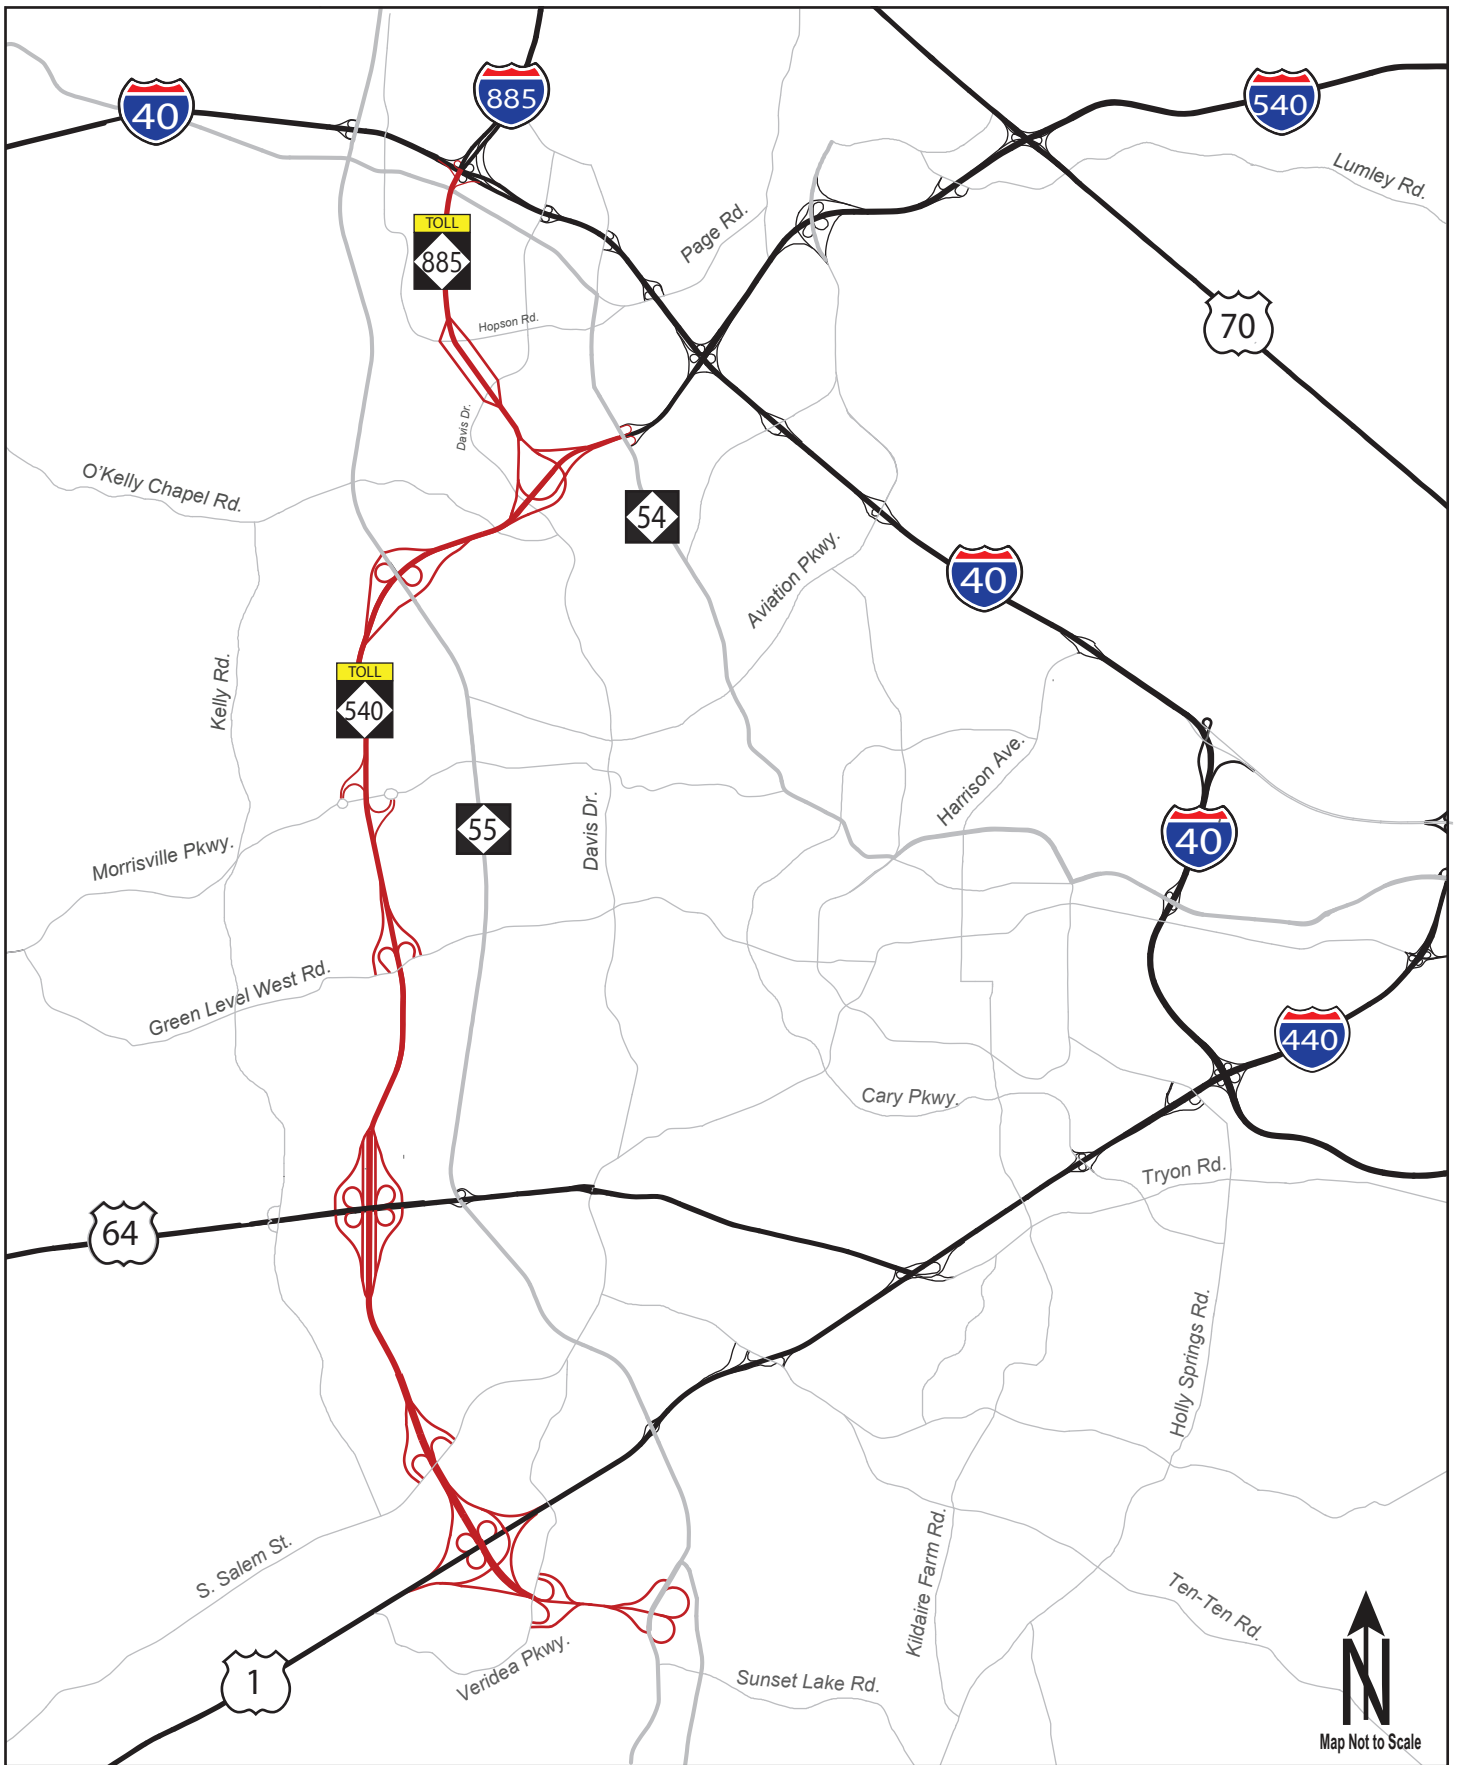 885
40
540
Lumley Rd.
Page Rd.
TOLL
885
Hopson Rd.
70
Davis Dr.
O'Kelly Chapel Rd.
54
Aviation Pkwy.
40
Kelly Rd.
TOLL
540
Harrison Ave.
55
Davis Dr.
40
Morrisville Pkwy.
Green Level West Rd.
440
Cary Pkwy.
Tryon Rd.
64
Holly Springs Rd.
S. Salem St.
Kildaire Farm Rd.
Ten-Ten Rd.
Veridea Pkwy.
1
Sunset Lake Rd.
N
Map Not to Scale